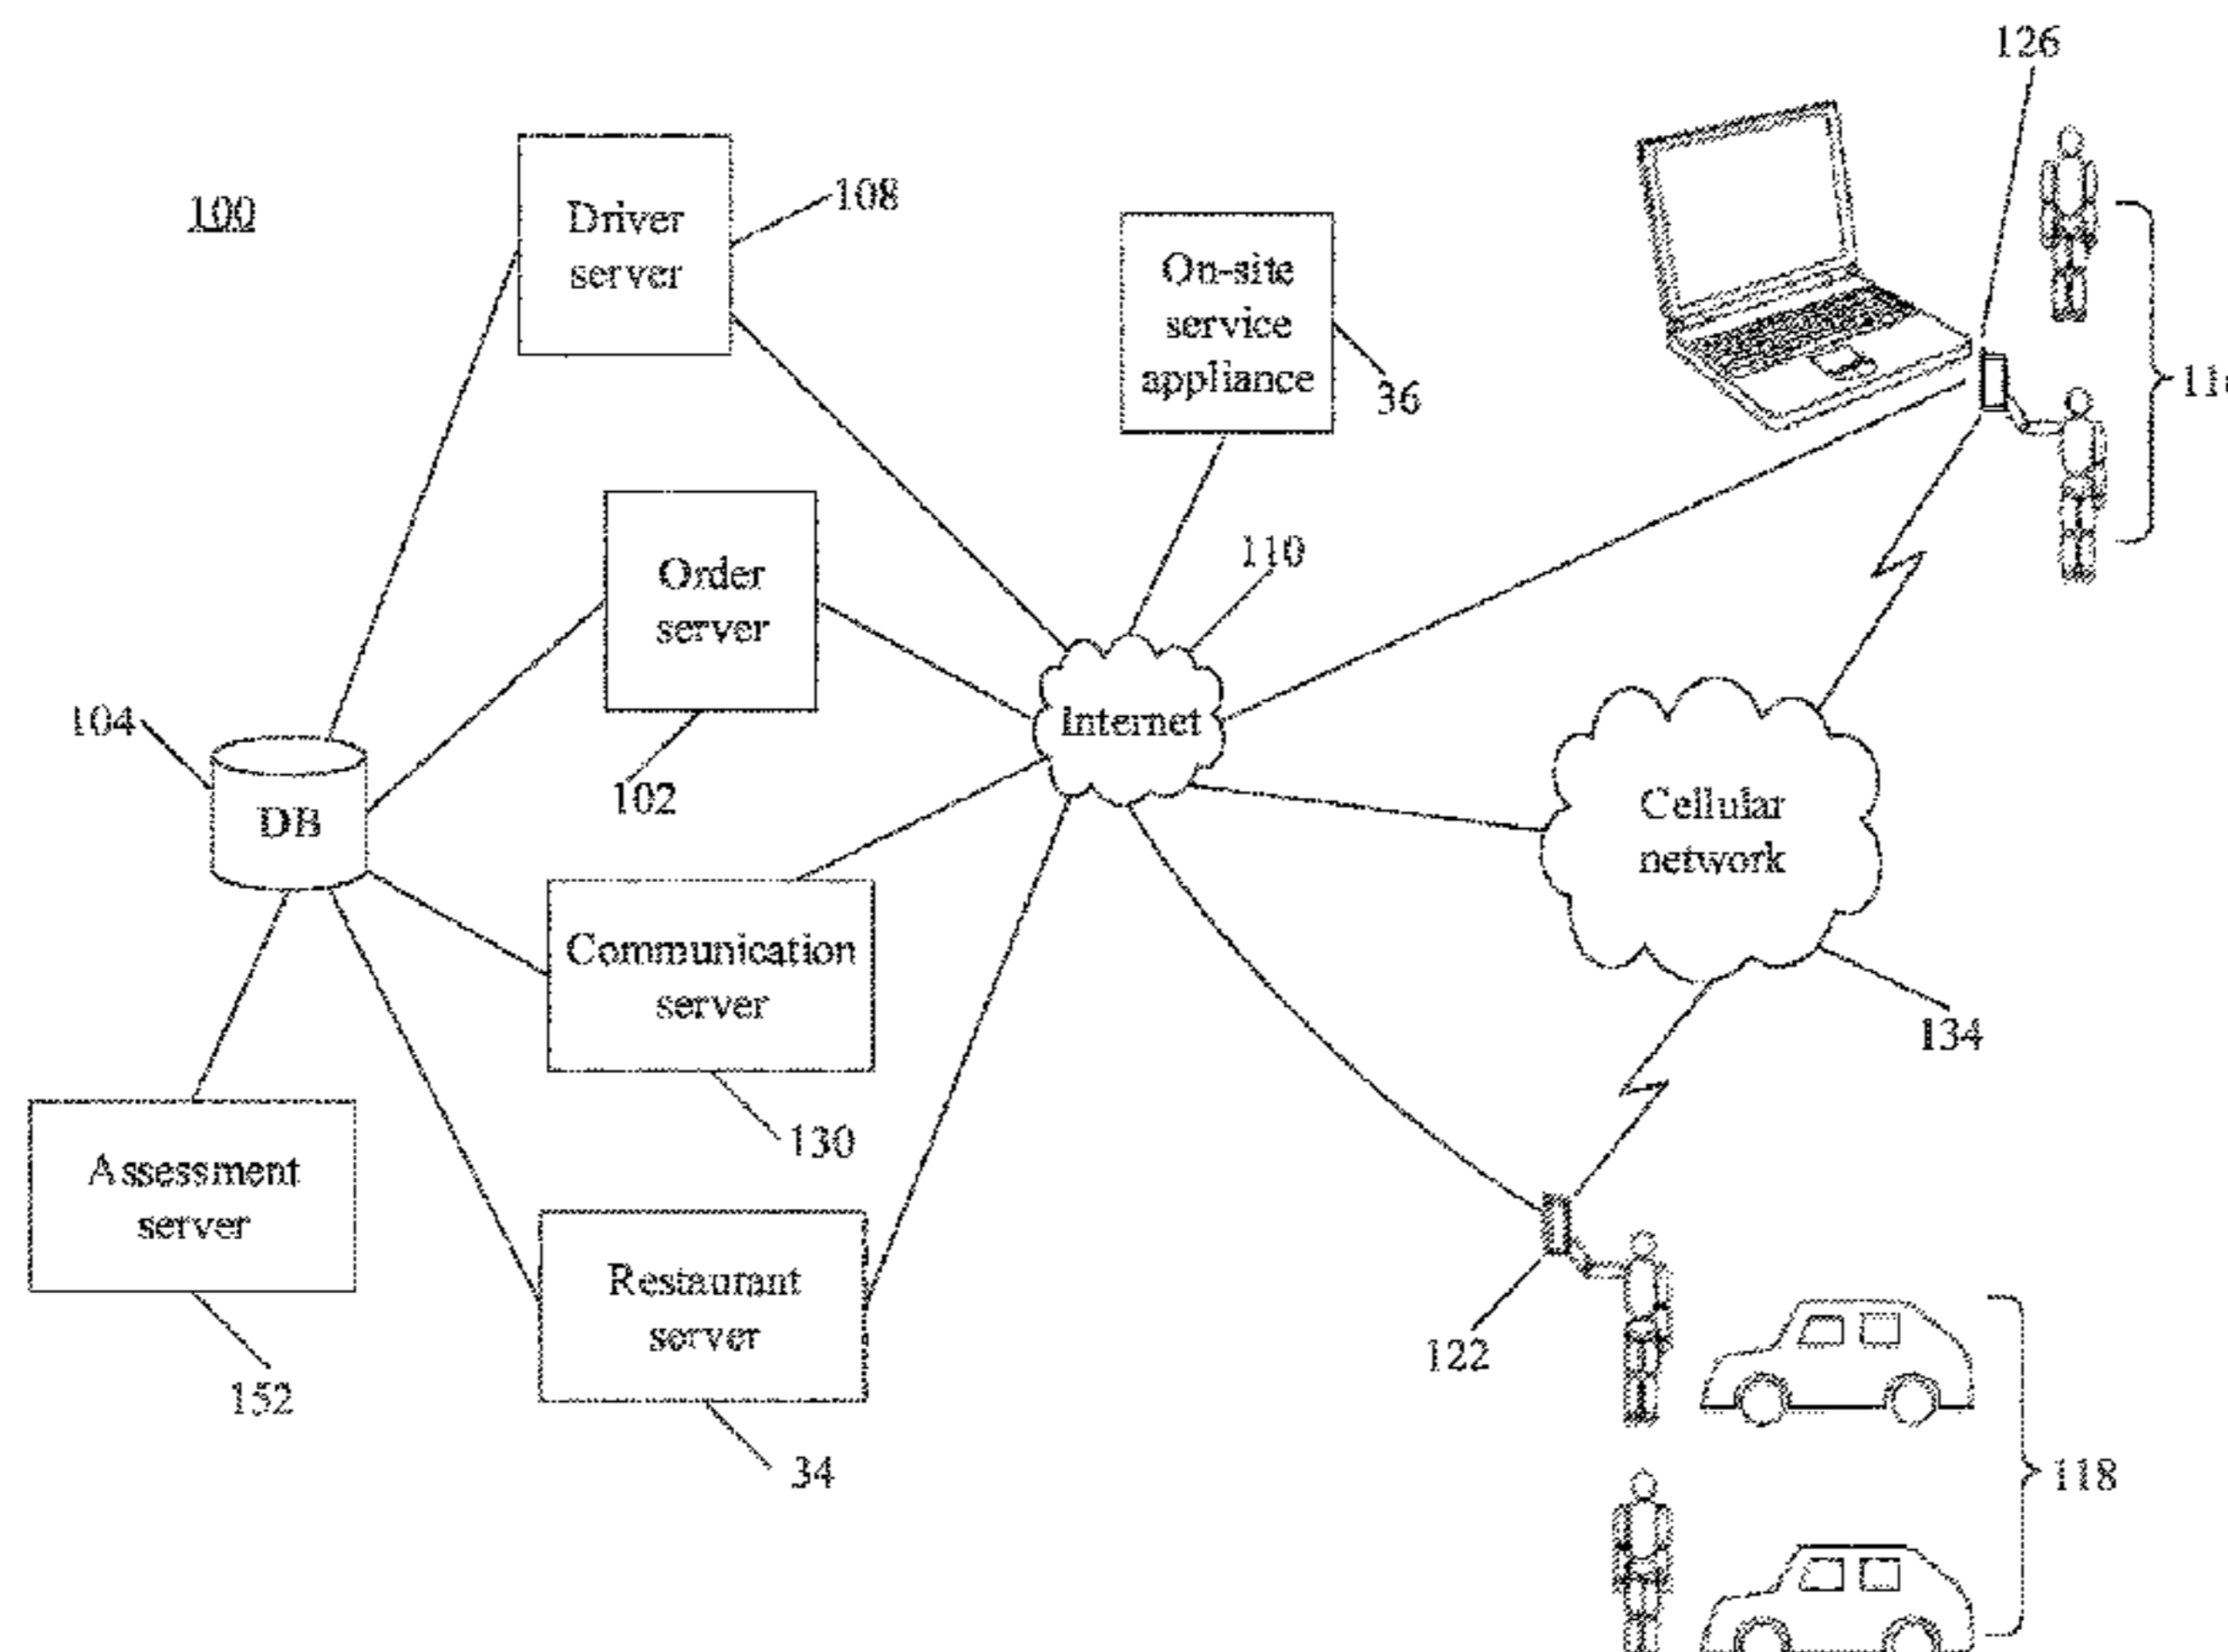 126
100
Driver
server
108
On-site
service
appliance
36
Order
server
102
110
Internet
104
DB
Cellular
network
134
Communication
server
130
Assessment
server
152
Restaurant
server
34
122
118